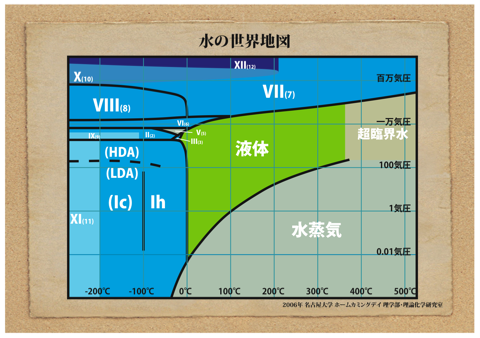 水の世界地図
XII(12)
X(10)
百万気圧
VII(7)
VIII(8)
VI(6)
一万気圧
IX(9)
II(2)
V(5)
超臨界水
III(3)
液体
(HDA)
100気圧
(LDA)
(Ic)
Ih
1気圧
XI(11)
水蒸気
0.01気圧
-200℃ -100℃ 0℃ 100℃ 200℃ 300℃ 400℃ 500℃
2006年 名古屋大学 ホームカミングデイ 理学部・理論化学研究室